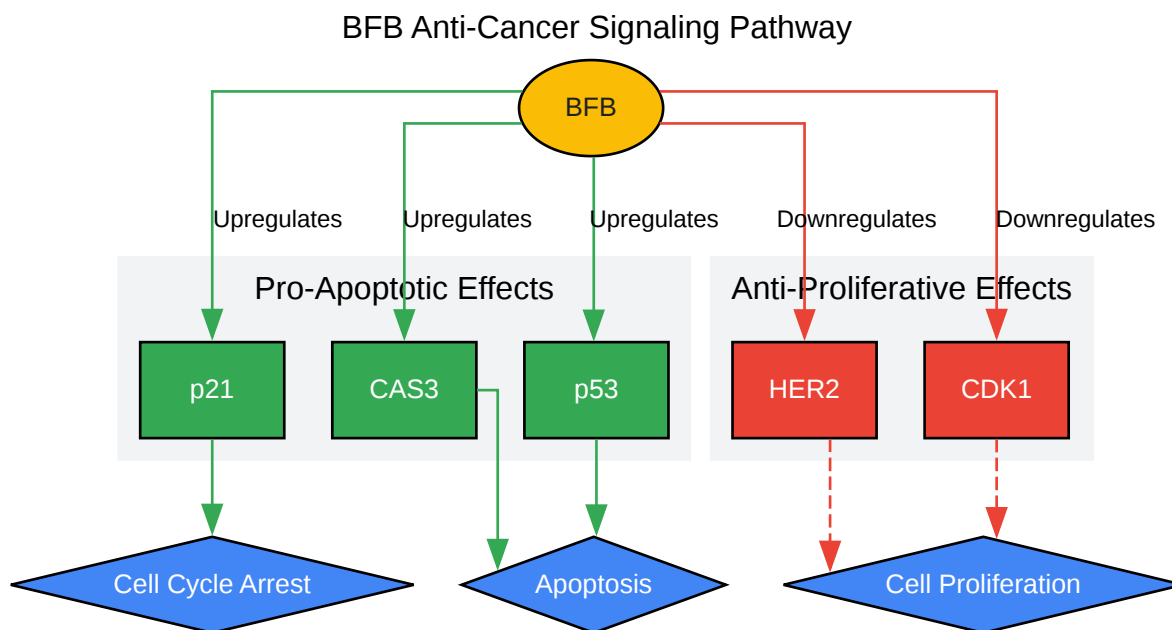 BFB Anti-Cancer Signaling Pathway
BFB
Upregulates
Upregulates
Upregulates
Downregulates
Downregulates
Pro-Apoptotic Effects
Anti-Proliferative Effects
p21
CAS3
p53
HER2
CDK1
Cell Cycle Arrest
Apoptosis
Cell Proliferation